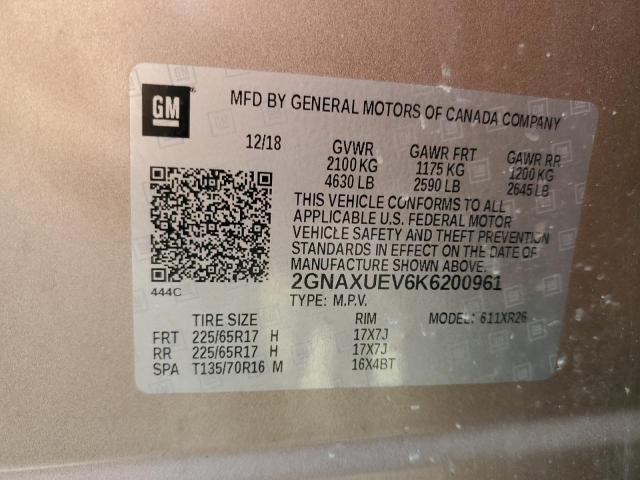 GM
MFD BY GENERAL MOTORS OF CANADA COMPANY
12/18 GVWR GAWR FRT GAWR RR
2100 KG 1175 KG 1200 KG
4630 LB 2590 LB 2645 LB
THIS VEHICLE CONFORMS TO ALL
APPLICABLE U.S. FEDERAL MOTOR
VEHICLE SAFETY AND THEFT PREVENTION
STANDARDS IN EFFECT ON THE DATE OF
MANUFACTURE SHOWN ABOVE.
2GNAXUEV6K6200961
444C
TYPE: M.P.V.
TIRE SIZE RIM MODEL: 611XR26
FRT 225/65R17 H 17X7J
RR 225/65R17 H 17X7J
SPA T135/70R16 M 16X4BT